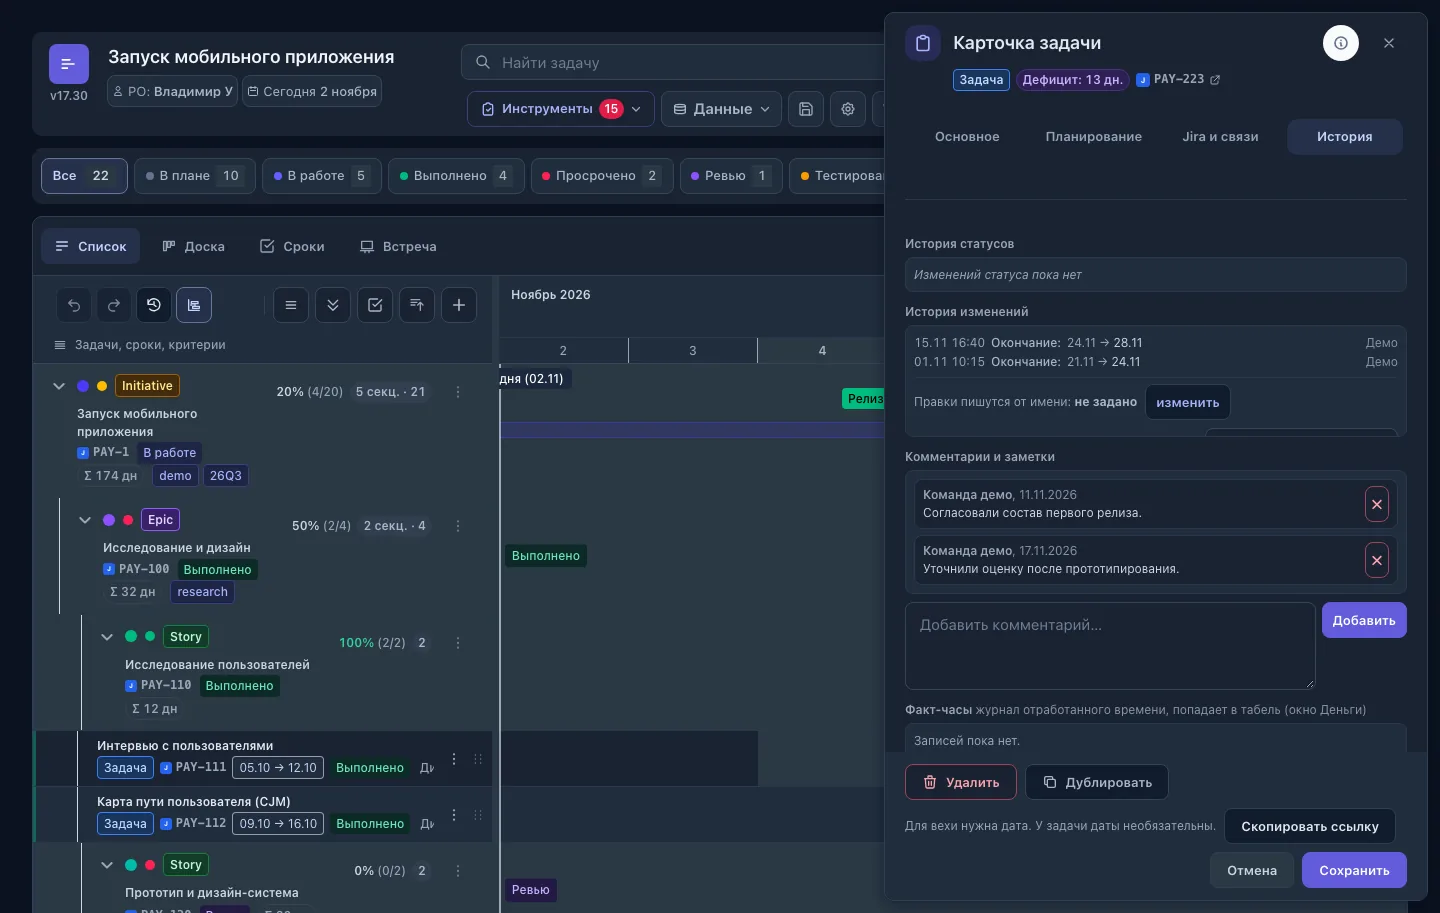 Запуск мобильного приложения
v17.30
PO: Владимир У
Сегодня 2 ноября
Найти задачу
Инструменты 15
Данные
Все 22
В плане 10
В работе 5
Выполнено 4
Просрочено 2
Ревью 1
Список
Доска
Сроки
Встреча
Задачи, сроки, критерии
Ноябрь 2026
2 3 4
дня (02.11)
Initiative
20% (4/20) 5 секц. · 21
Запуск мобильного
приложения
PAY-1 В работе
Σ 174 дн demo 26Q3
Epic
50% (2/4) 2 секц. · 4
Исследование и дизайн
PAY-100 Выполнено
Σ 32 дн research
Выполнено
Story
100% (2/2) 2
Исследование пользователей
PAY-110 Выполнено
Σ 12 дн
Интервью с пользователями
Задача PAY-111 05.10 → 12.10 Выполнено
Карта пути пользователя (CJM)
Задача PAY-112 09.10 → 16.10 Выполнено
Story
0% (0/2) 2
Прототип и дизайн-система
Ревью
Карточка задачи
Задача Дефицит: 13 дн. PAY-223
Основное
Планирование
Jira и связи
История
История статусов
Изменений статуса пока нет
История изменений
15.11 16:40 Окончание: 24.11 → 28.11 Демо
01.11 10:15 Окончание: 21.11 → 24.11 Демо
Правки пишутся от имени: не задано изменить
Комментарии и заметки
Команда демо, 11.11.2026
Согласовали состав первого релиза.
Команда демо, 17.11.2026
Уточнили оценку после прототипирования.
Добавить комментарий...
Добавить
Факт-часы журнал отработанного времени, попадает в табель (окно Деньги)
Записей пока нет.
Удалить
Дублировать
Для вехи нужна дата. У задачи даты необязательны.
Скопировать ссылку
Отмена
Сохранить